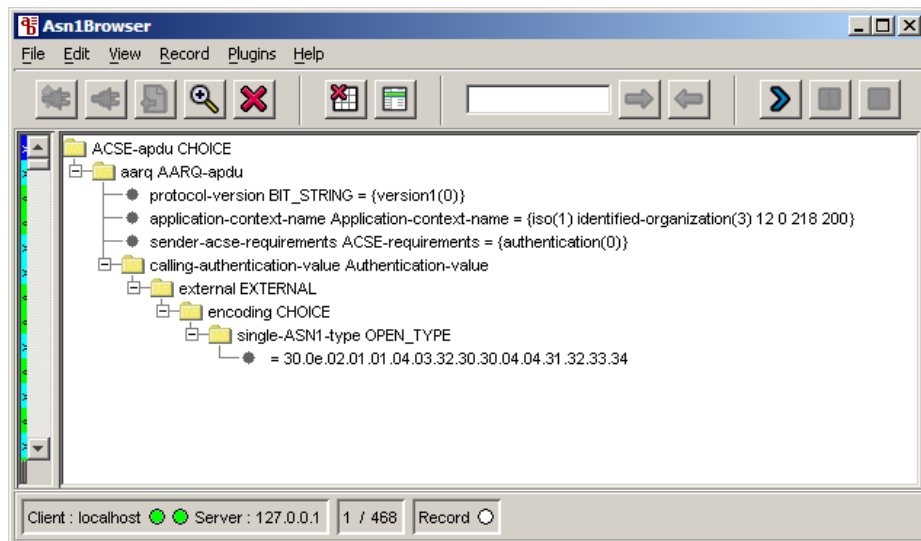 Asn1Browser
File Edit View Record Plugins Help
ACSE-apdu CHOICE
aarq AARQ-apdu
protocol-version BIT_STRING = {version1(0)}
application-context-name Application-context-name = {iso(1) identified-organization(3) 12 0 218 200}
sender-acse-requirements ACSE-requirements = {authentication(0)}
calling-authentication-value Authentication-value
external EXTERNAL
encoding CHOICE
single-ASN1-type OPEN_TYPE
= 30.0e.02.01.01.04.03.32.30.30.04.04.31.32.33.34
Client : localhost Server : 127.0.0.1 1 / 468 Record